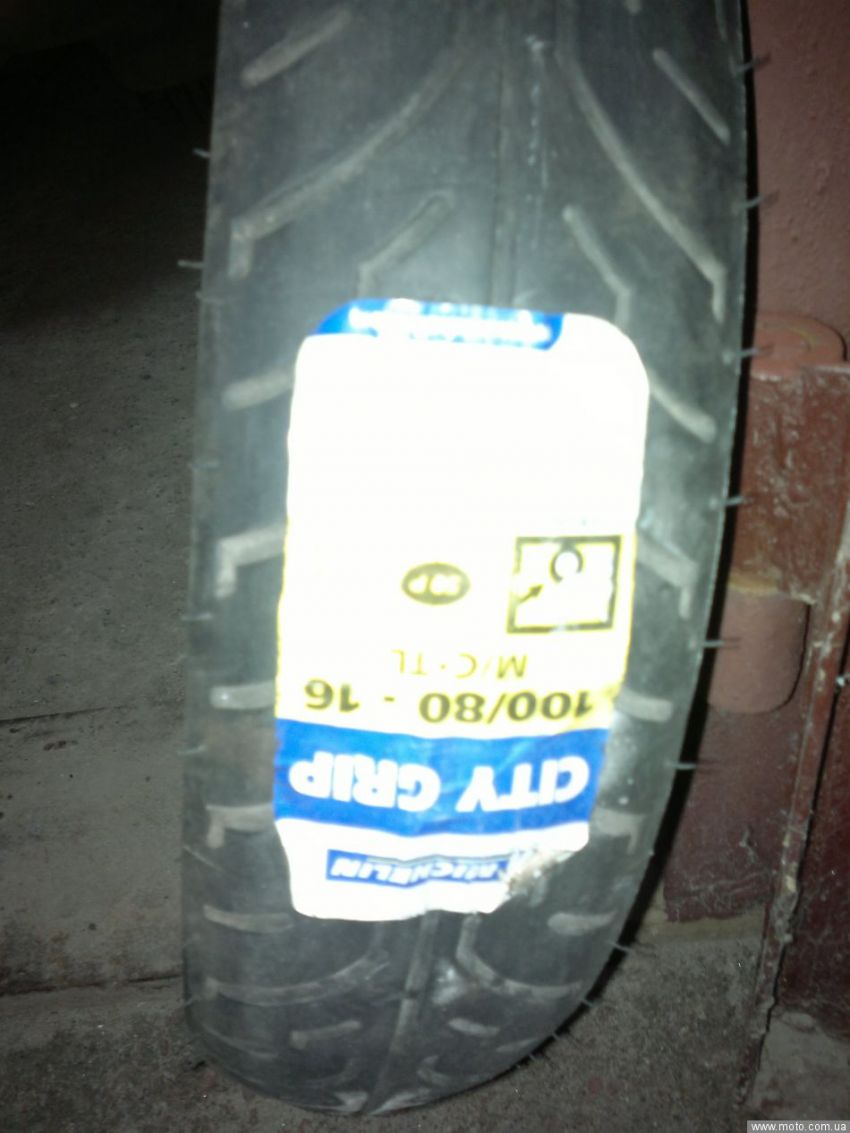 MICHELIN
CITY GRIP
100/80 - 16
M/C·TL
www.moto.com.ua